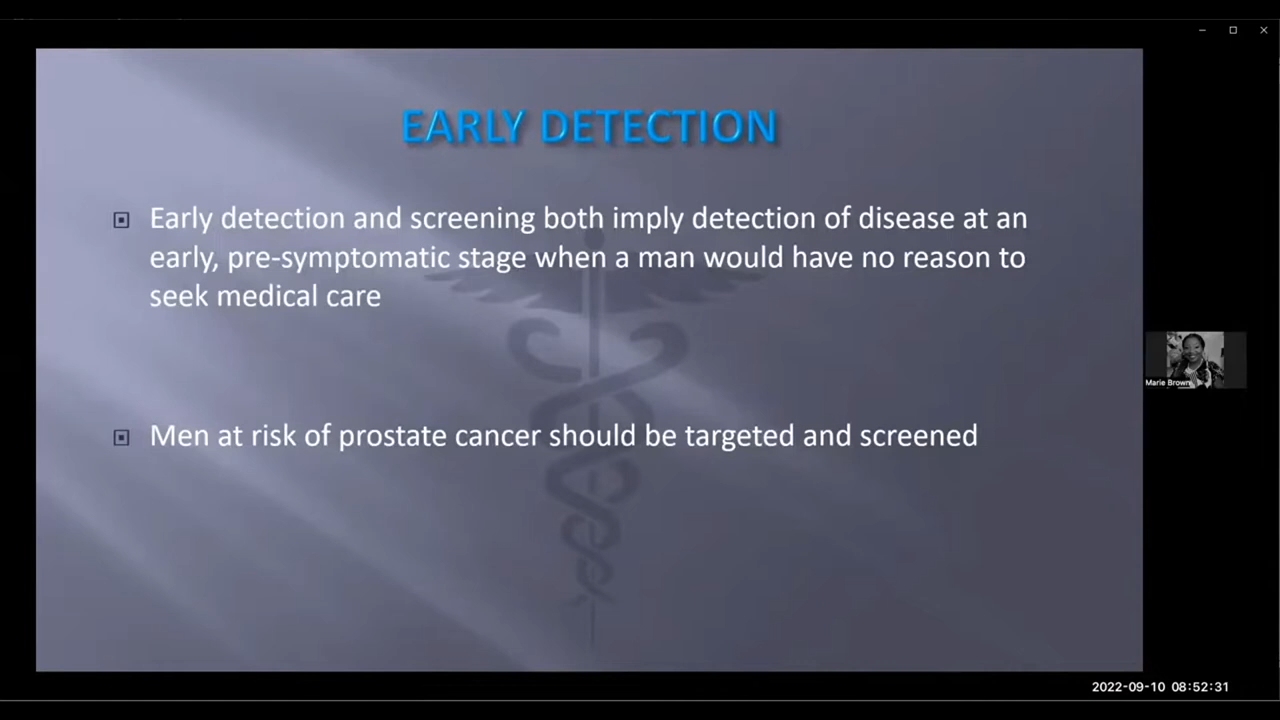 EARLY DETECTION
Early detection and screening both imply detection of disease at an
early, pre-symptomatic stage when a man would have no reason to
seek medical care
Men at risk of prostate cancer should be targeted and screened
Marie Brown
2022-09-10 08:52:31